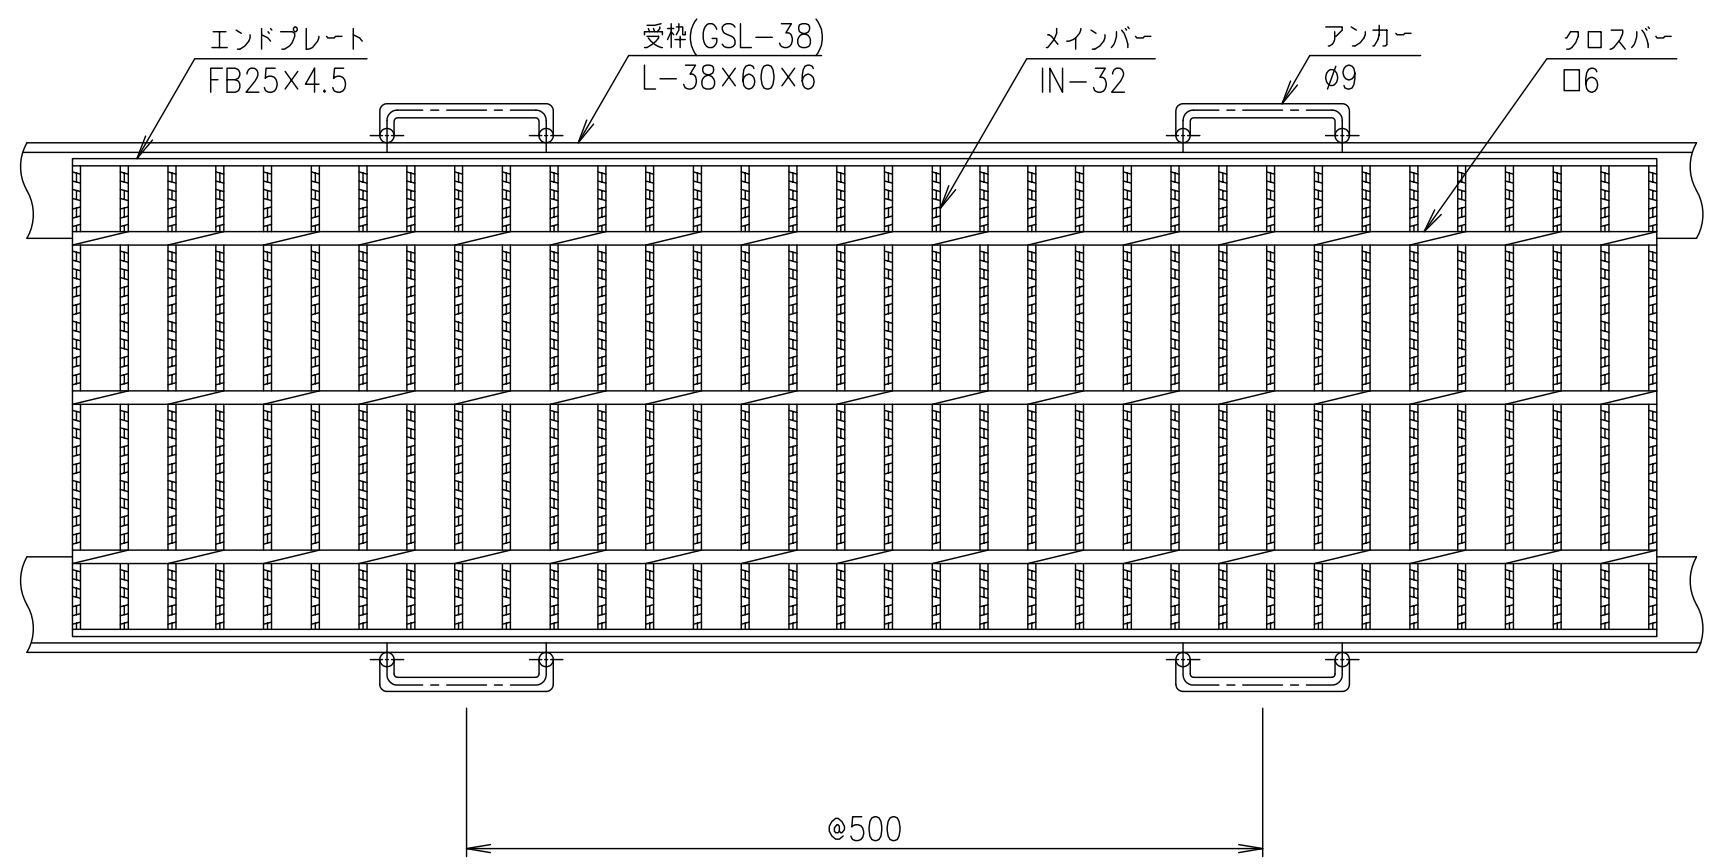 エンドプレート
FB25×4.5
受枠(GSL-38)
L-38×60×6
メインバー
IN-32
アンカー
ø9
クロスバー
□6
@500